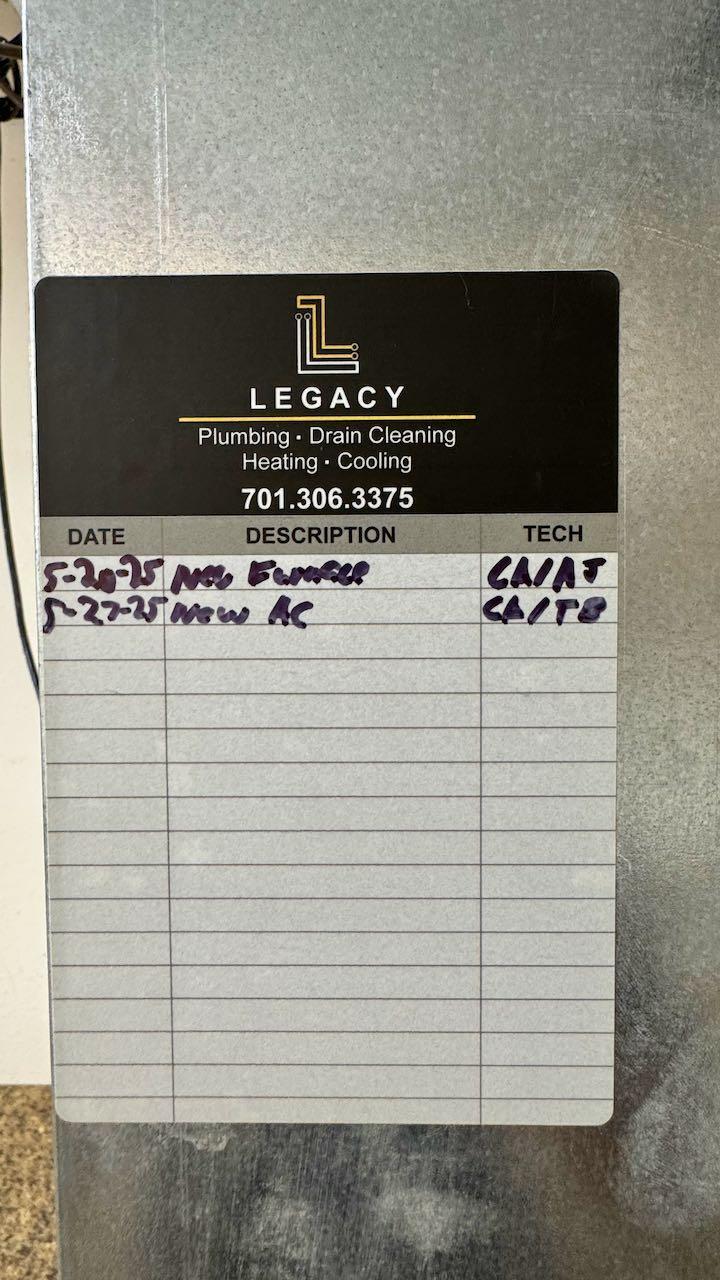 LEGACY
Plumbing · Drain Cleaning
Heating · Cooling
701.306.3375
DATE DESCRIPTION TECH
5-20-25 New Furnace CA/AJ
5-27-25 New AC CA/TB